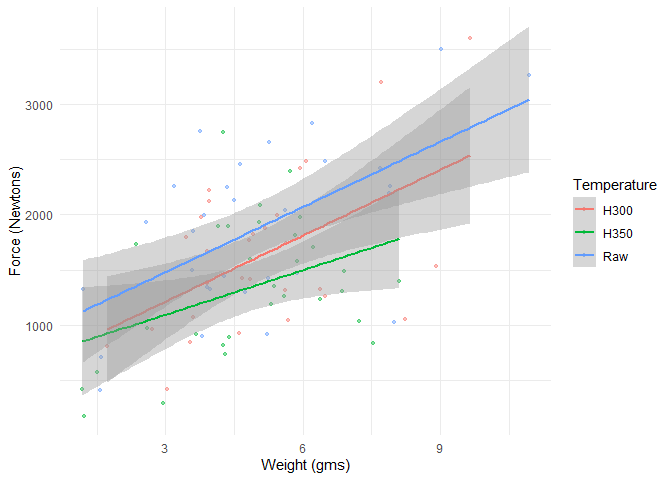 3000
2000
1000
Force (Newtons)
3
6
9
Weight (gms)
Temperature
H300
H350
Raw